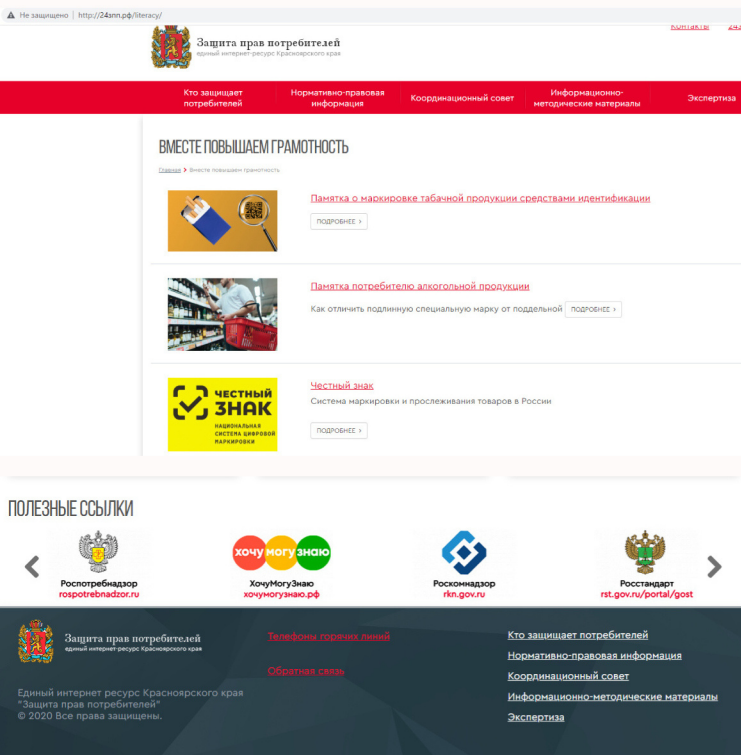 Не защищено | http://24зпп.рф/literacy/
Контакты
Защита прав потребителей
единый интернет-ресурс Красноярского края
Кто защищает потребителей
Нормативно-правовая информация
Координационный совет
Информационно-методические материалы
Экспертиза
ВМЕСТЕ ПОВЫШАЕМ ГРАМОТНОСТЬ
Главная > Вместе повышаем грамотность
Памятка о маркировке табачной продукции средствами идентификации
ПОДРОБНЕЕ >
Памятка потребителю алкогольной продукции
Как отличить подлинную специальную марку от поддельной ПОДРОБНЕЕ >
ЧЕСТНЫЙ
ЗНАК
НАЦИОНАЛЬНАЯ
СИСТЕМА ЦИФРОВОЙ
МАРКИРОВКИ
Честный знак
Система маркировки и прослеживания товаров в России
ПОДРОБНЕЕ >
ПОЛЕЗНЫЕ ССЫЛКИ
Роспотребнадзор
rospotrebnadzor.ru
хочу могу знаю
ХочуМогуЗнаю
хочумогузнаю.рф
Роскомнадзор
rkn.gov.ru
Росстандарт
rst.gov.ru/portal/gost
Защита прав потребителей
единый интернет-ресурс Красноярского края
Единый интернет ресурс Красноярского края
"Защита прав потребителей"
© 2020 Все права защищены.
Телефоны горячих линий
Обратная связь
Кто защищает потребителей
Нормативно-правовая информация
Координационный совет
Информационно-методические материалы
Экспертиза